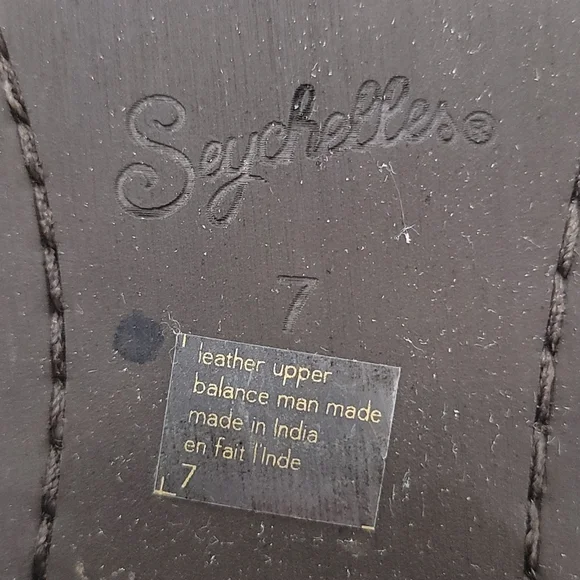 Seychelles®
7
leather upper
balance man made
made in India
en fait l'Inde
7